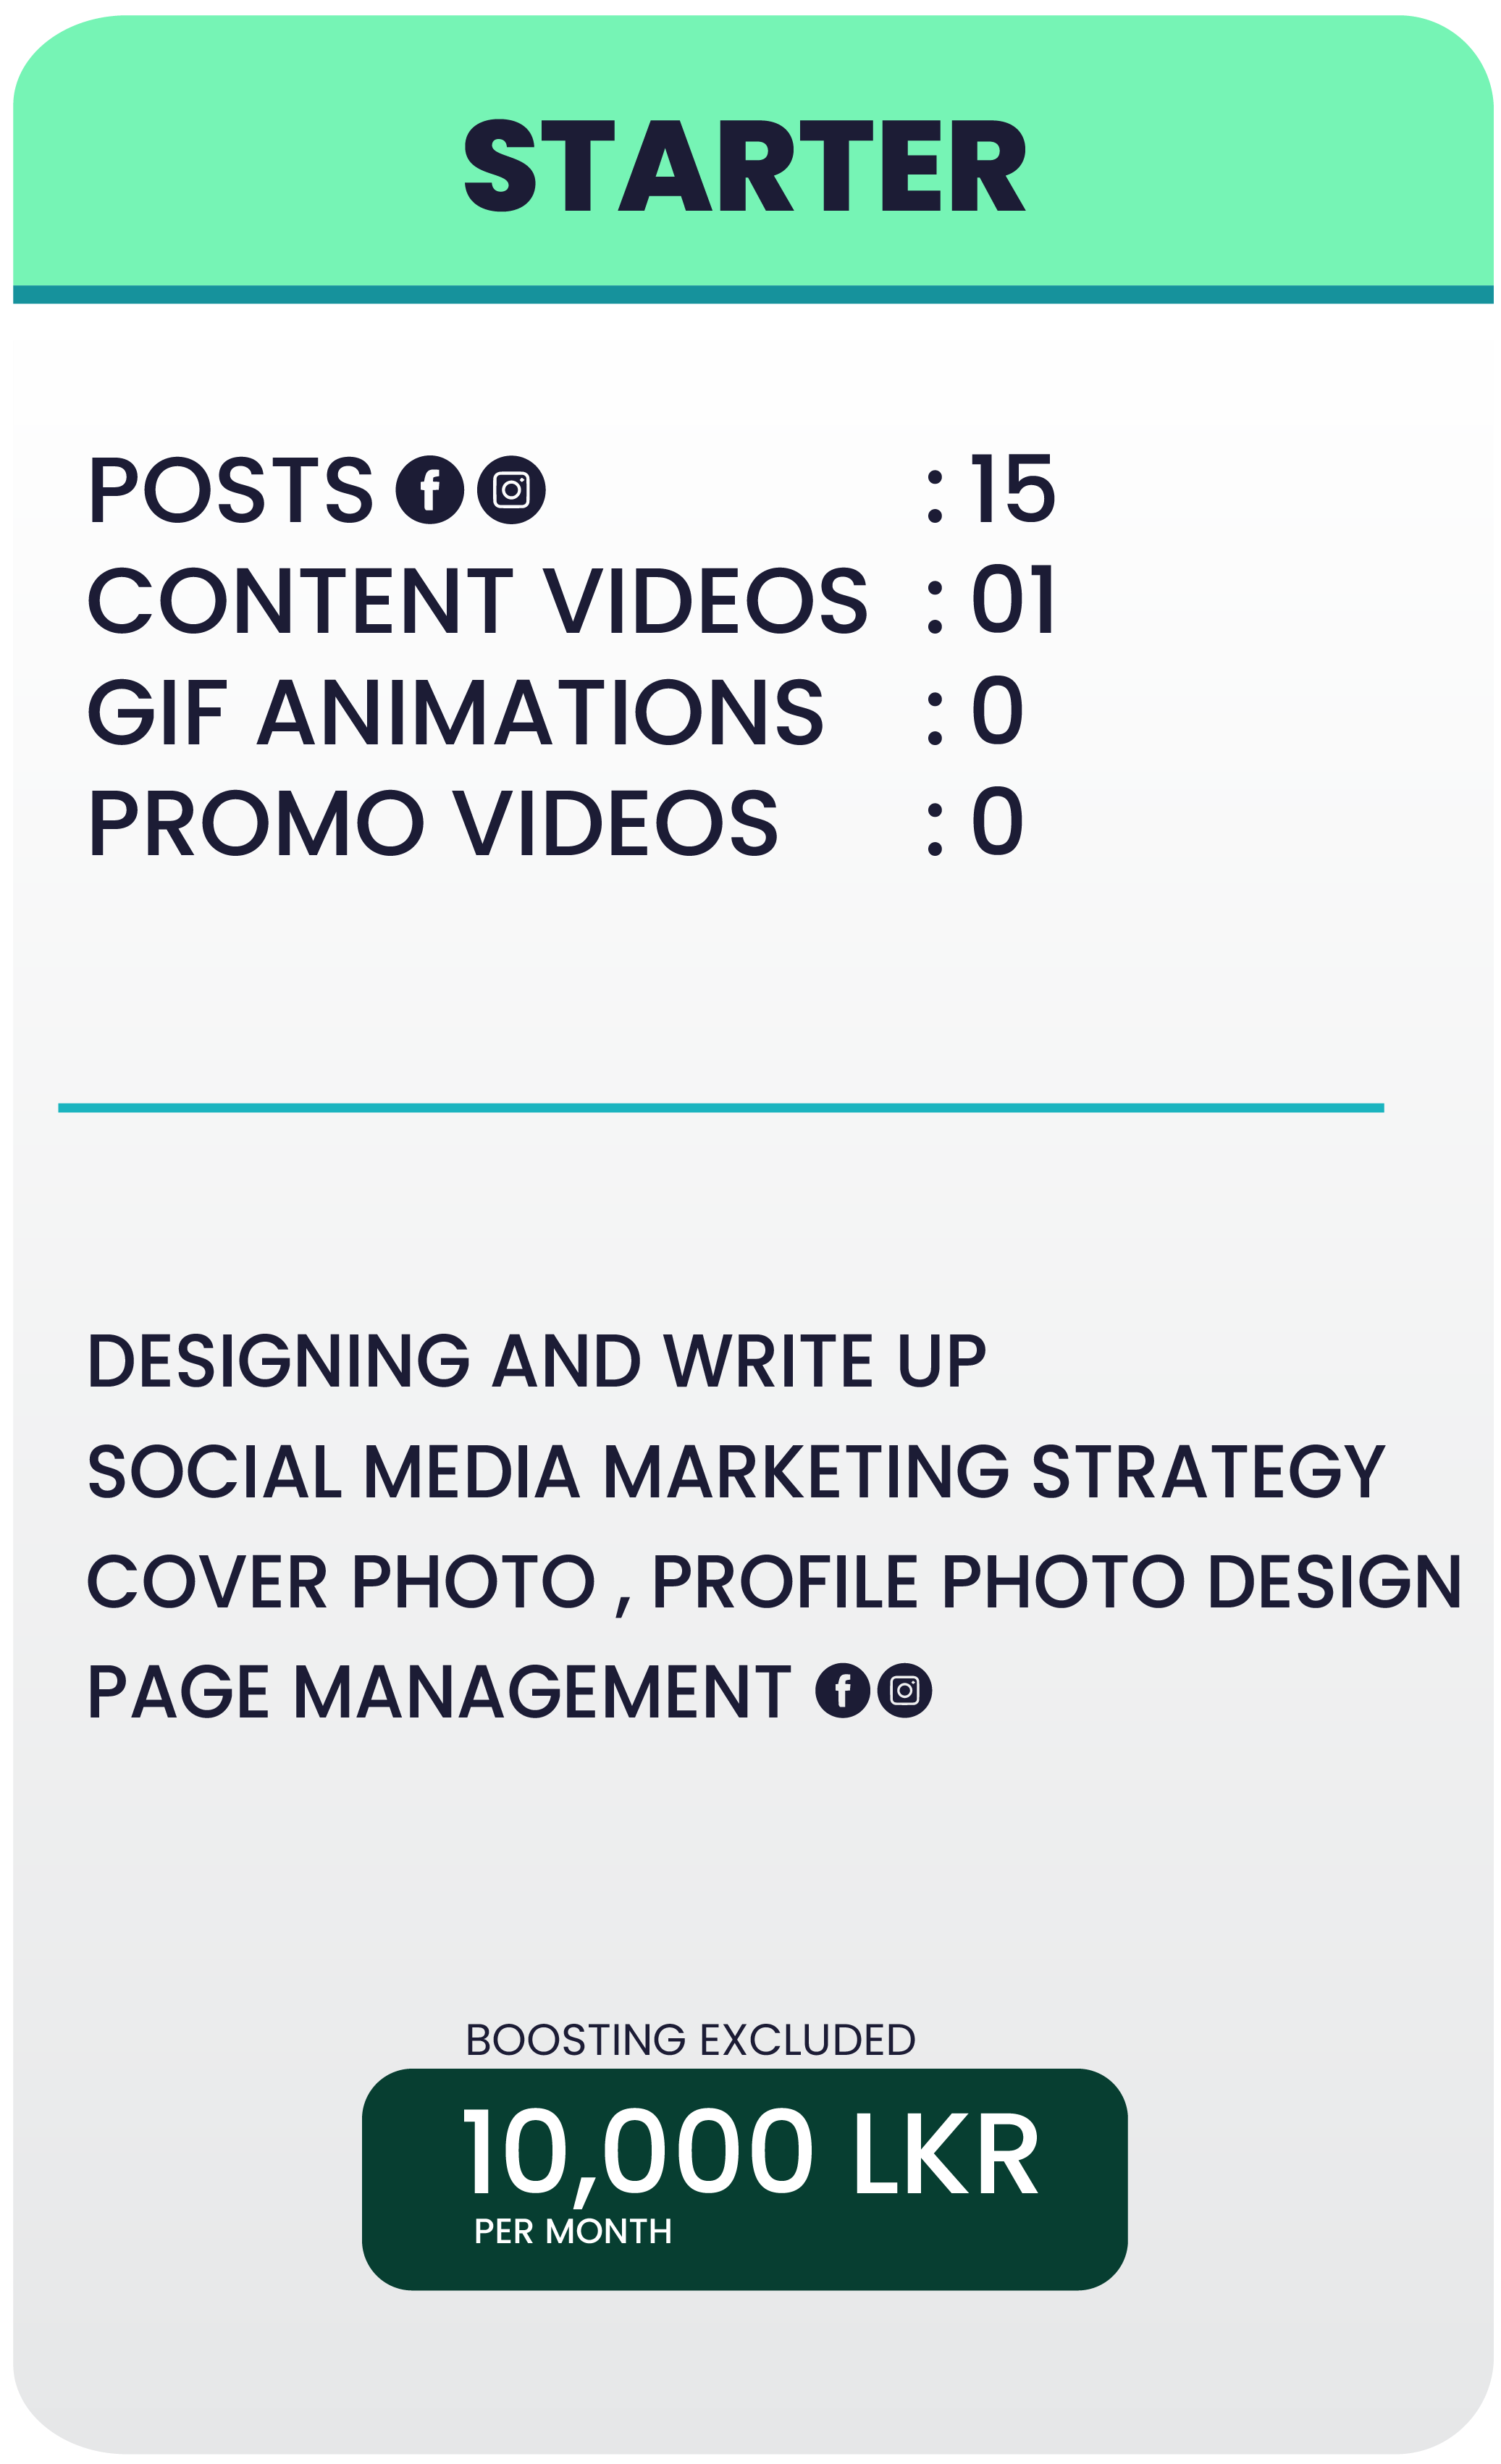 STARTER
POSTS : 15
CONTENT VIDEOS : 01
GIF ANIMATIONS : 0
PROMO VIDEOS : 0
DESIGNING AND WRITE UP
SOCIAL MEDIA MARKETING STRATEGY
COVER PHOTO , PROFILE PHOTO DESIGN
PAGE MANAGEMENT
BOOSTING EXCLUDED
10,000 LKR
PER MONTH